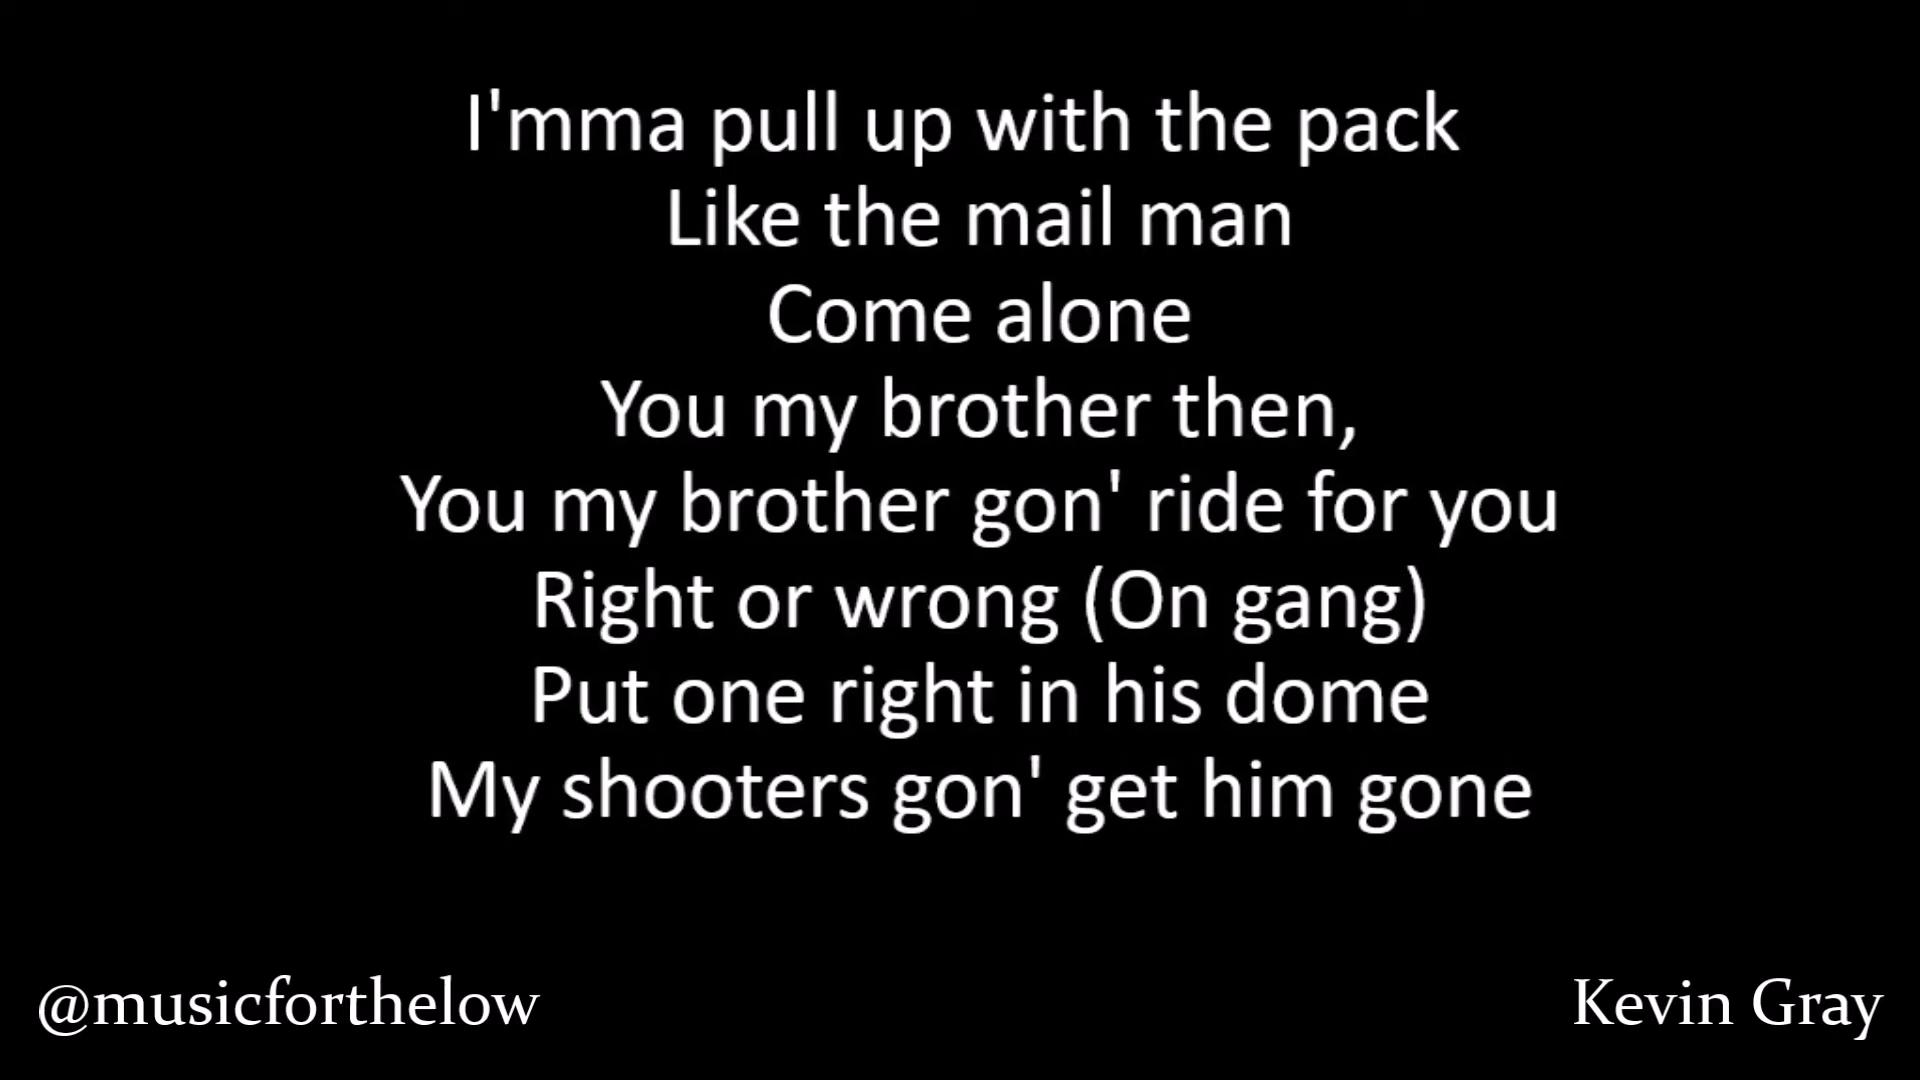 I'mma pull up with the pack
Like the mail man
Come alone
You my brother then,
You my brother gon' ride for you
Right or wrong (On gang)
Put one right in his dome
My shooters gon' get him gone
@musicforthelow
Kevin Gray